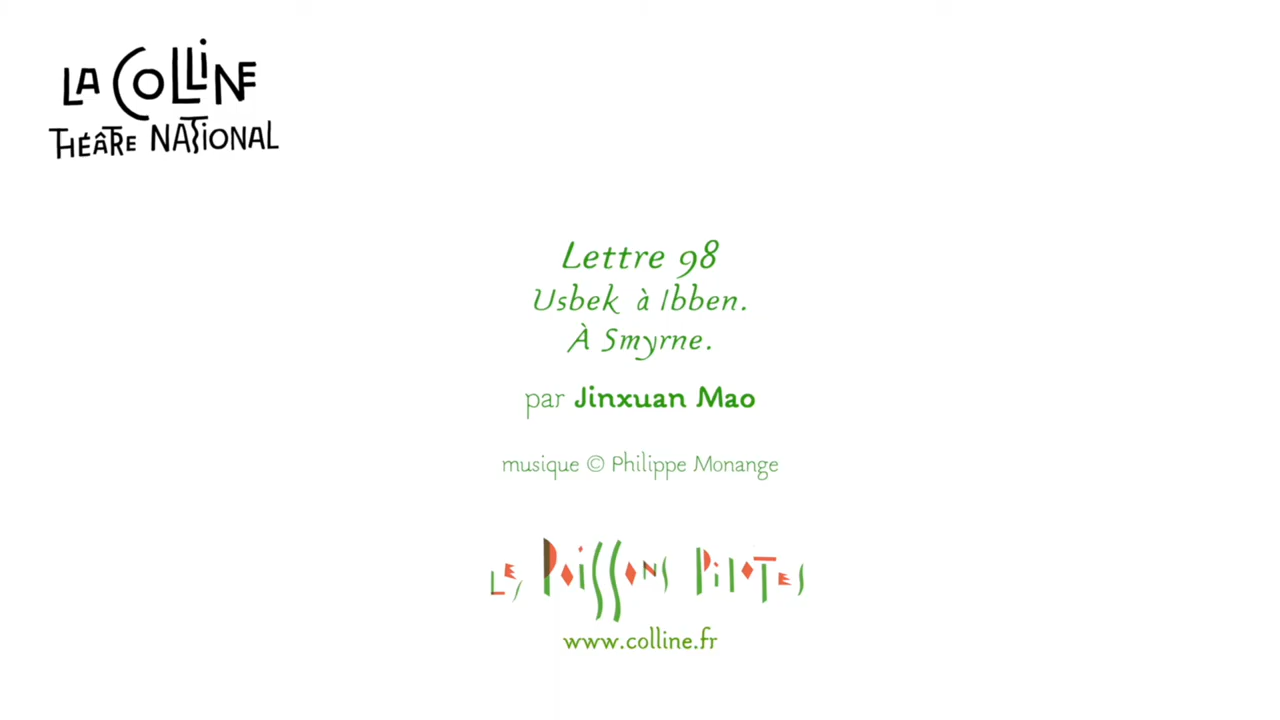 LA COLLINE
THÉÂTRE NATIONAL
Lettre 98
Usbek à Ibben.
À Smyrne.
par Jinxuan Mao
musique © Philippe Monange
LES POISSONS PILOTES
www.colline.fr